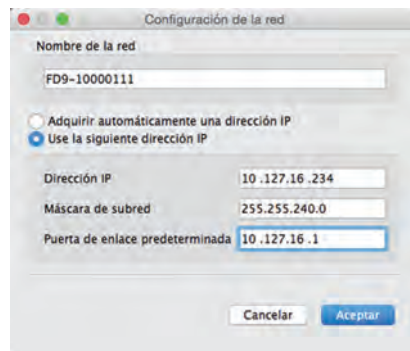 Configuración de la red
Nombre de la red
FD9-10000111
Adquirir automáticamente una dirección IP
Use la siguiente dirección IP
Dirección IP 10 .127.16 .234
Máscara de subred 255.255.240.0
Puerta de enlace predeterminada 10 .127.16 .1
Cancelar Aceptar